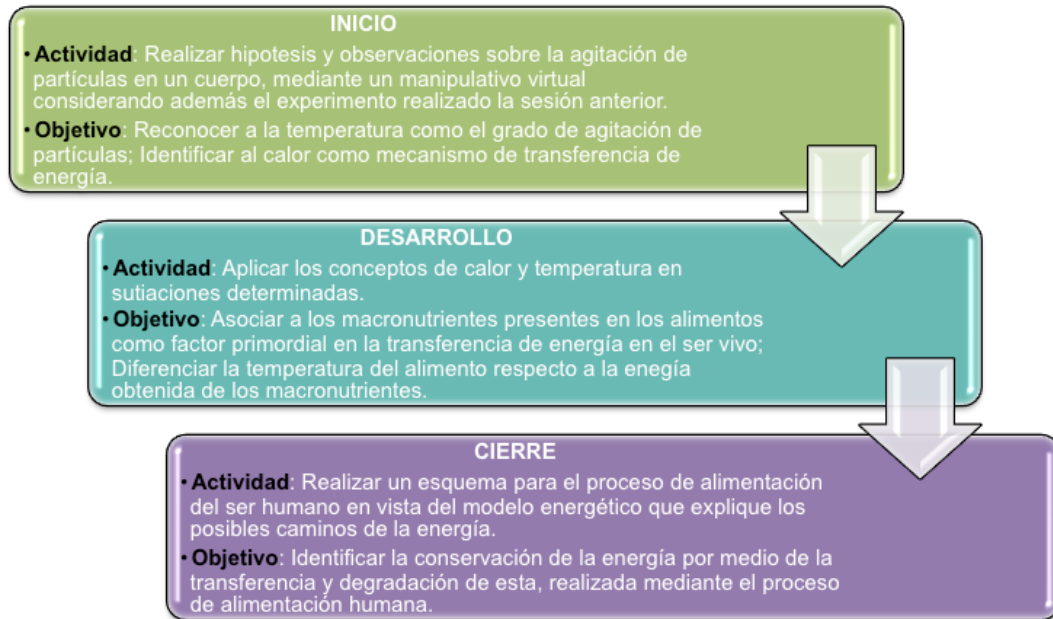 INICIO
• Actividad: Realizar hipotesis y observaciones sobre la agitación de
partículas en un cuerpo, mediante un manipulativo virtual
considerando además el experimento realizado la sesión anterior.
• Objetivo: Reconocer a la temperatura como el grado de agitación de
partículas; Identificar al calor como mecanismo de transferencia de
energía.
DESARROLLO
• Actividad: Aplicar los conceptos de calor y temperatura en
sutiaciones determinadas.
• Objetivo: Asociar a los macronutrientes presentes en los alimentos
como factor primordial en la transferencia de energía en el ser vivo;
Diferenciar la temperatura del alimento respecto a la enegía
obtenida de los macronutrientes.
CIERRE
• Actividad: Realizar un esquema para el proceso de alimentación
del ser humano en vista del modelo energético que explique los
posibles caminos de la energía.
• Objetivo: Identificar la conservación de la energía por medio de la
transferencia y degradación de esta, realizada mediante el proceso
de alimentación humana.